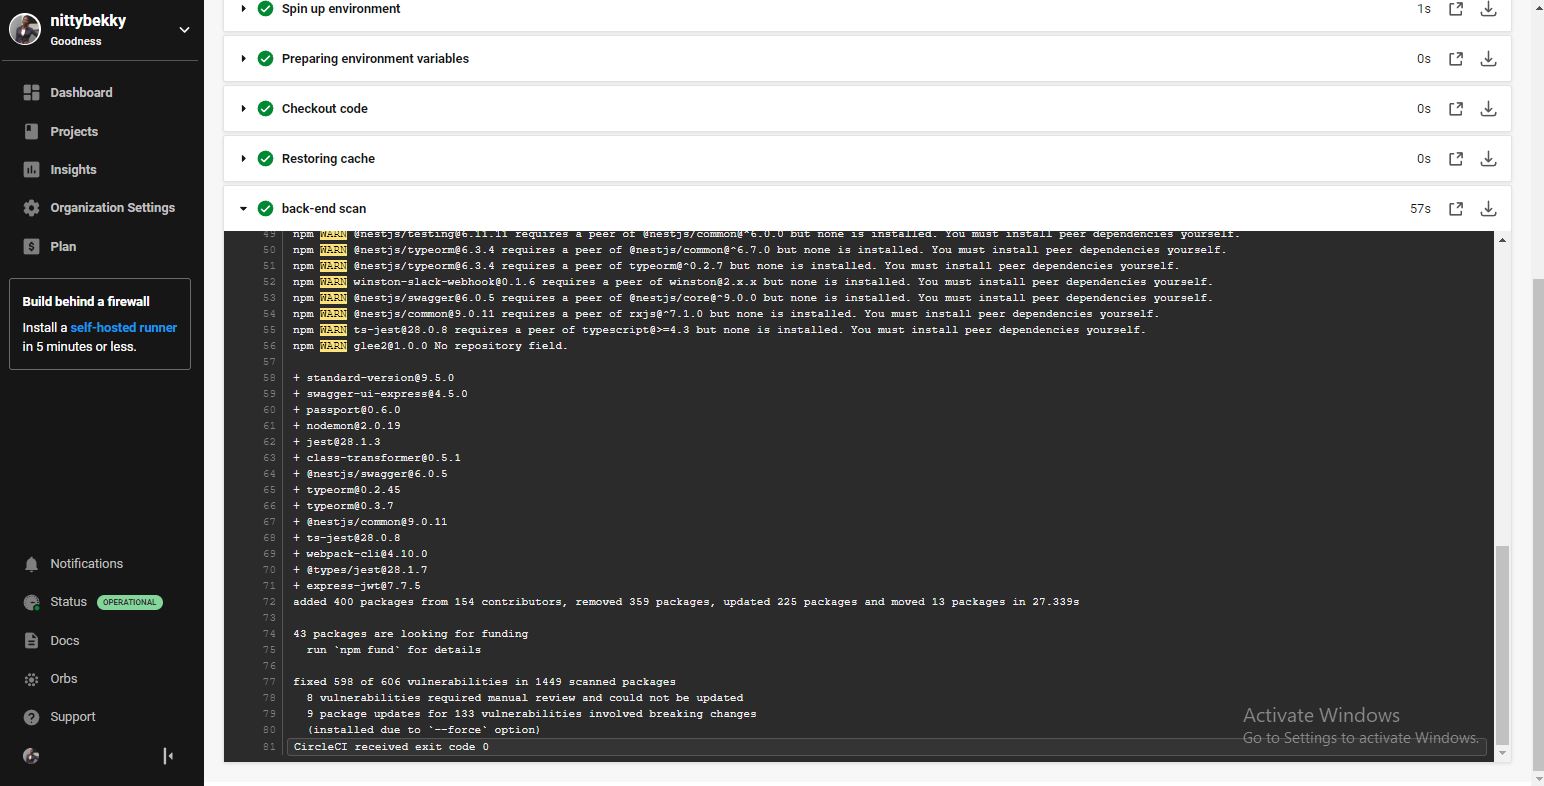 nittybekky
Goodness
Dashboard
Projects
Insights
Organization Settings
Plan
Build behind a firewall
Install a self-hosted runner
in 5 minutes or less.
Notifications
Status OPERATIONAL
Docs
Orbs
Support
Spin up environment 1s
Preparing environment variables 0s
Checkout code 0s
Restoring cache 0s
back-end scan 57s
49 npm WARN @nestjs/testing@6.11.11 requires a peer of @nestjs/common@^6.0.0 but none is installed. You must install peer dependencies yourself.
50 npm WARN @nestjs/typeorm@6.3.4 requires a peer of @nestjs/common@^6.7.0 but none is installed. You must install peer dependencies yourself.
51 npm WARN @nestjs/typeorm@6.3.4 requires a peer of typeorm@^0.2.7 but none is installed. You must install peer dependencies yourself.
52 npm WARN winston-slack-webhook@0.1.6 requires a peer of winston@2.x.x but none is installed. You must install peer dependencies yourself.
53 npm WARN @nestjs/swagger@6.0.5 requires a peer of @nestjs/core@^9.0.0 but none is installed. You must install peer dependencies yourself.
54 npm WARN @nestjs/common@9.0.11 requires a peer of rxjs@^7.1.0 but none is installed. You must install peer dependencies yourself.
55 npm WARN ts-jest@28.0.8 requires a peer of typescript@>=4.3 but none is installed. You must install peer dependencies yourself.
56 npm WARN glee2@1.0.0 No repository field.
57
58 + standard-version@9.5.0
59 + swagger-ui-express@4.5.0
60 + passport@0.6.0
61 + nodemon@2.0.19
62 + jest@28.1.3
63 + class-transformer@0.5.1
64 + @nestjs/swagger@6.0.5
65 + typeorm@0.2.45
66 + typeorm@0.3.7
67 + @nestjs/common@9.0.11
68 + ts-jest@28.0.8
69 + webpack-cli@4.10.0
70 + @types/jest@28.1.7
71 + express-jwt@7.7.5
72 added 400 packages from 154 contributors, removed 359 packages, updated 225 packages and moved 13 packages in 27.339s
73
74 43 packages are looking for funding
75 run `npm fund` for details
76
77 fixed 598 of 606 vulnerabilities in 1449 scanned packages
78 8 vulnerabilities required manual review and could not be updated
79 9 package updates for 133 vulnerabilities involved breaking changes
80 (installed due to `--force` option)
81 CircleCI received exit code 0
Activate Windows
Go to Settings to activate Windows.